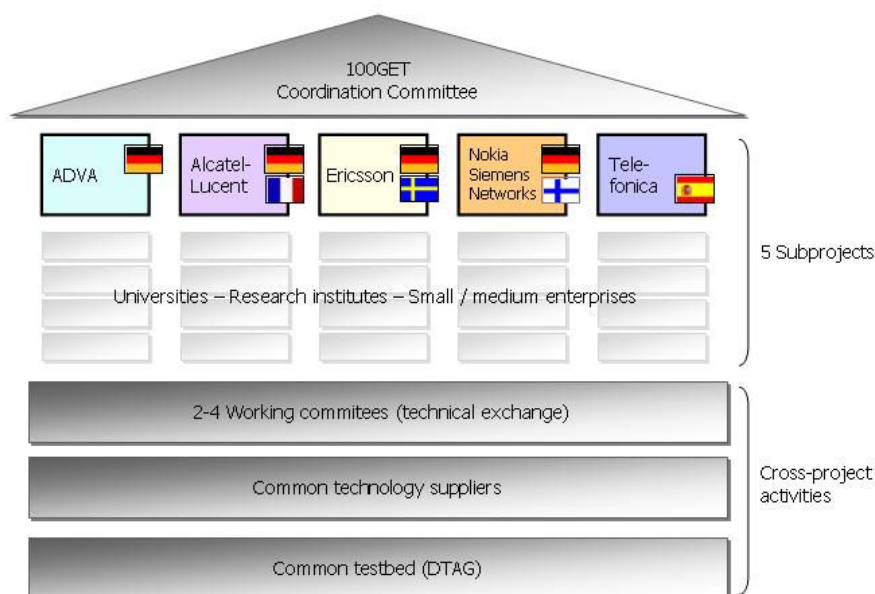 100GET
Coordination Committee
ADVA
Alcatel-
Lucent
Ericsson
Nokia
Siemens
Networks
Tele-
fonica
5 Subprojects
Universities – Research institutes – Small / medium enterprises
2-4 Working commitees (technical exchange)
Common technology suppliers
Cross-project
activities
Common testbed (DTAG)